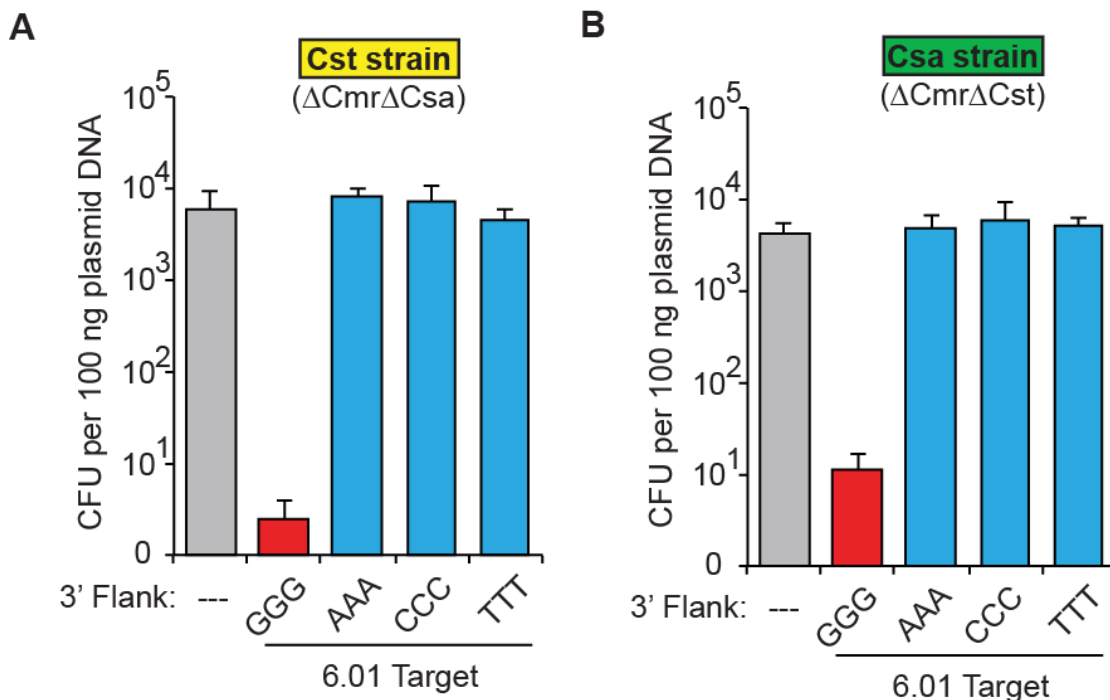 A
Cst strain
(ΔCmrΔCsa)
CFU per 100 ng plasmid DNA
10^5
10^4
10^3
10^2
10^1
0
3’ Flank:
---
GGG
AAA
CCC
TTT
6.01 Target
B
Csa strain
(ΔCmrΔCst)
CFU per 100 ng plasmid DNA
10^5
10^4
10^3
10^2
10^1
0
3’ Flank:
---
GGG
AAA
CCC
TTT
6.01 Target